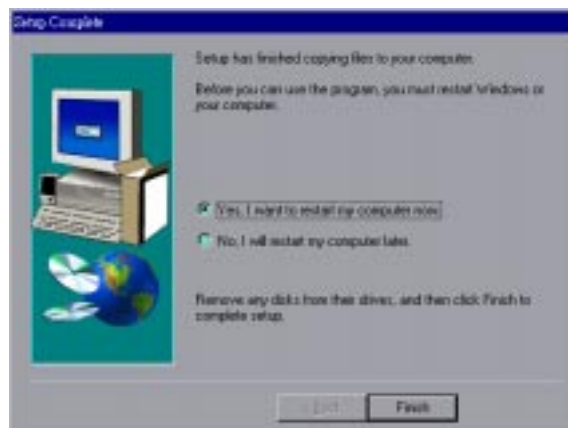 Setup Complete
Setup has finished copying files to your computer.
Before you can use the program, you must restart Windows or
your computer.
Yes, I want to restart my computer now.
No, I will restart my computer later.
Remove any disks from their drives, and then click Finish to
complete setup.
Finish